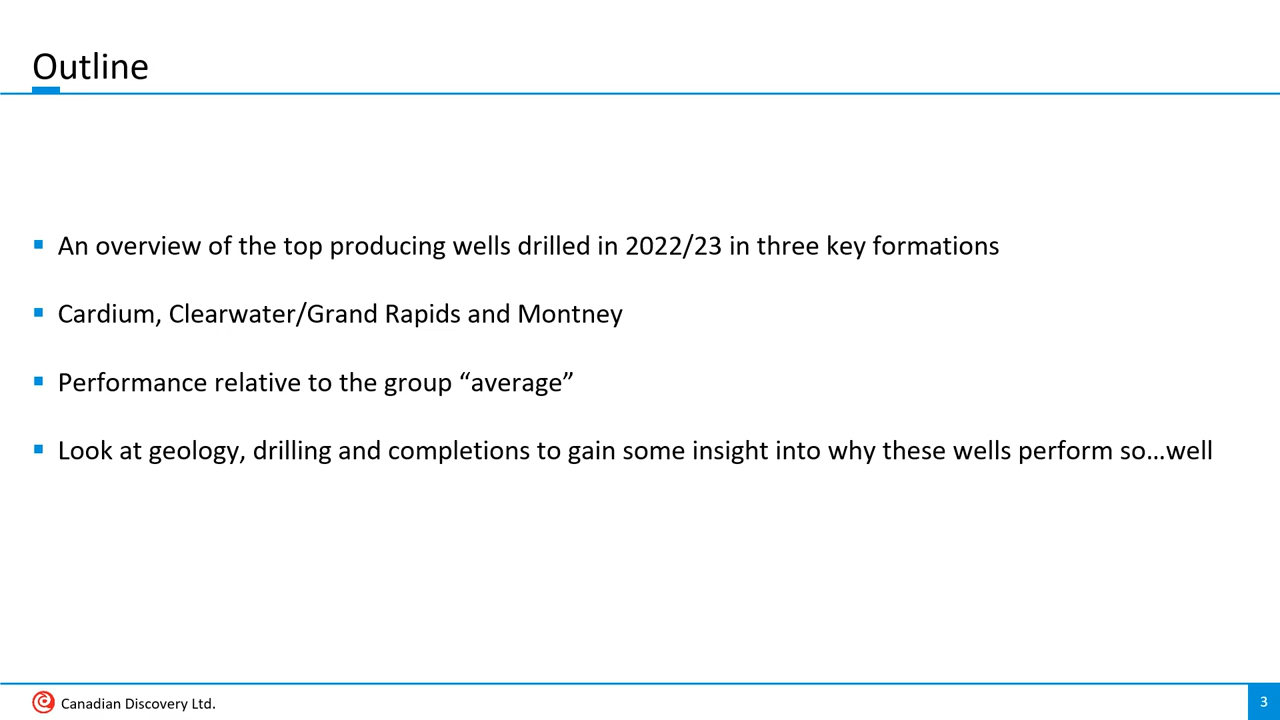 Outline
▪ An overview of the top producing wells drilled in 2022/23 in three key formations
▪ Cardium, Clearwater/Grand Rapids and Montney
▪ Performance relative to the group “average”
▪ Look at geology, drilling and completions to gain some insight into why these wells perform so…well
Canadian Discovery Ltd.
3